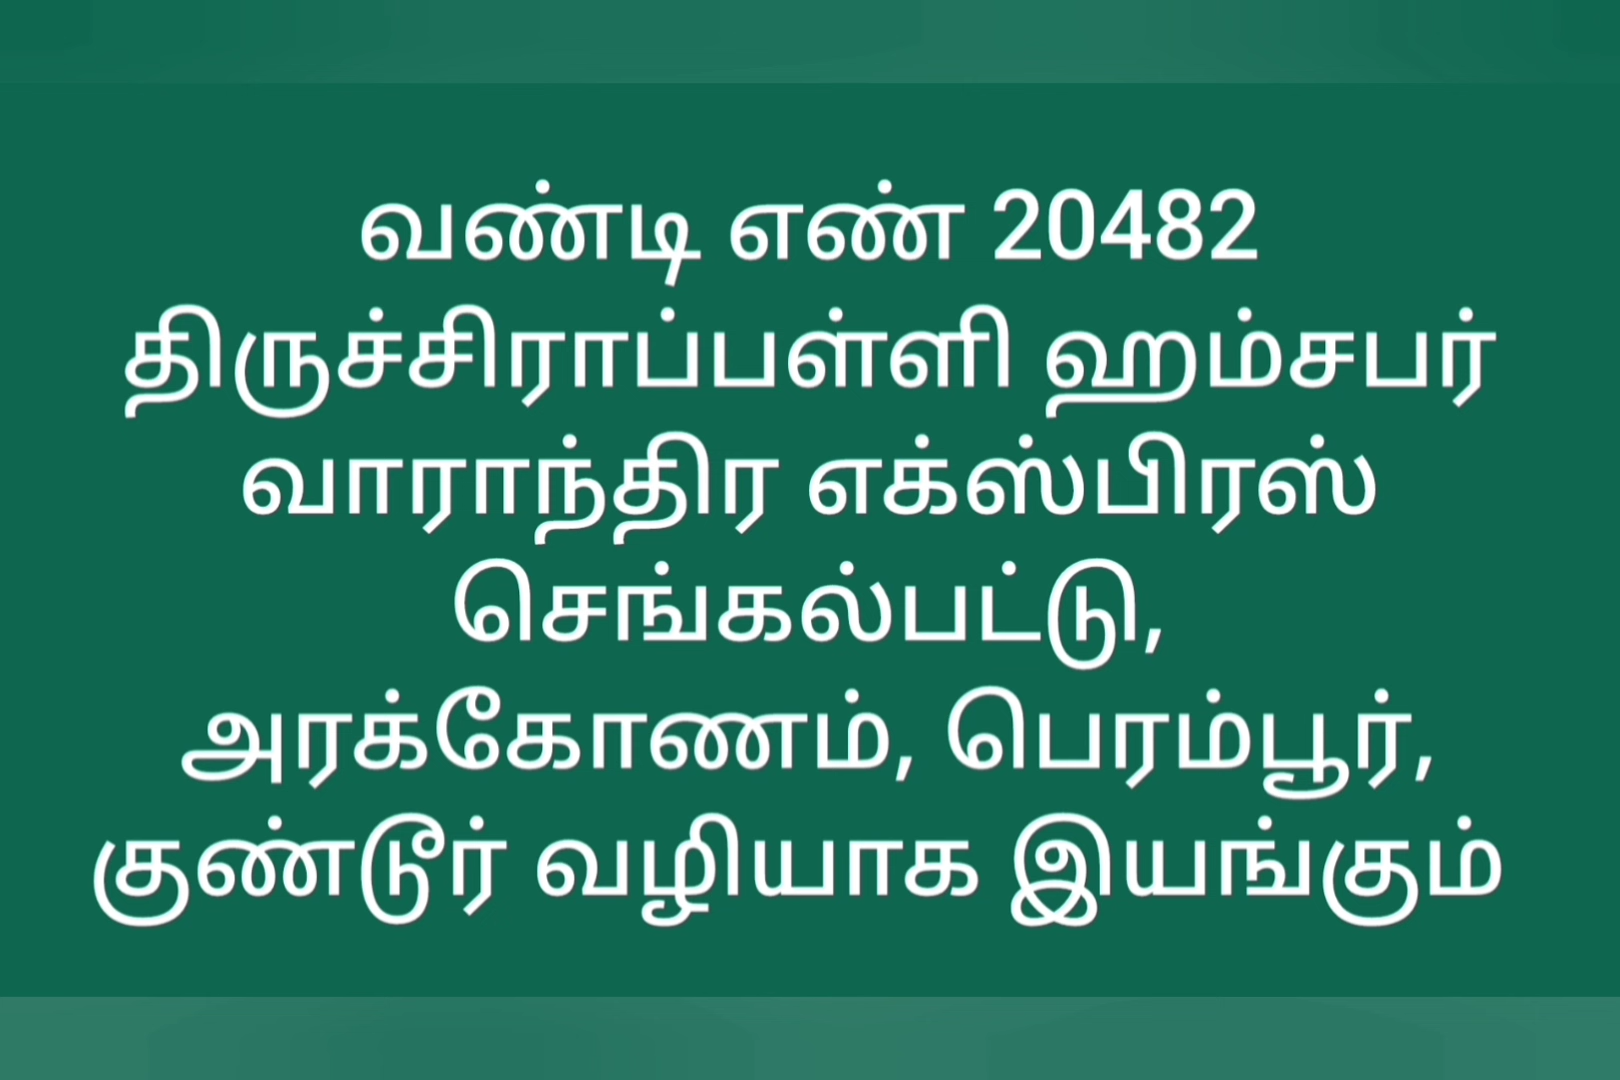 வண்டி எண் 20482
திருச்சிராப்பள்ளி ஹம்சபர்
வாராந்திர எக்ஸ்பிரஸ்
செங்கல்பட்டு,
அரக்கோணம், பெரம்பூர்,
குண்டூர் வழியாக இயங்கும்